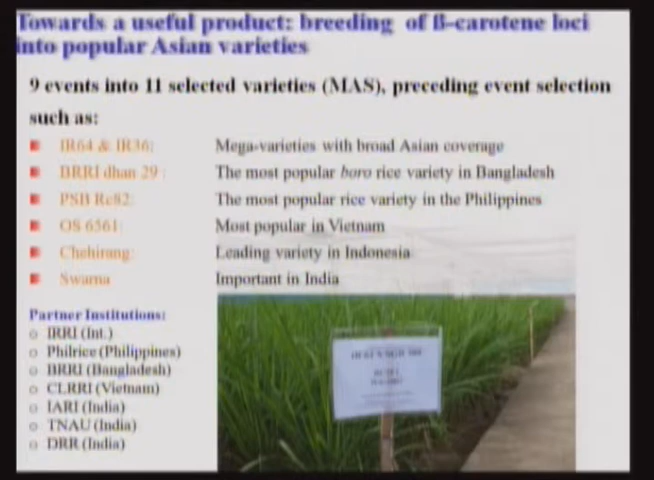 Towards a useful product: breeding of ß-carotene loci
into popular Asian varieties
9 events into 11 selected varieties (MAS), preceding event selection
such as:
IR64 & IR36: Mega-varieties with broad Asian coverage
BRRI dhan 29: The most popular boro rice variety in Bangladesh
PSB Rc82: The most popular rice variety in the Philippines
OS 6561: Most popular in Vietnam
Chehirang: Leading variety in Indonesia
Swarna Important in India
Partner Institutions:
IRRI (Int.)
Philrice (Philippines)
BRRI (Bangladesh)
CLRRI (Vietnam)
IARI (India)
TNAU (India)
DRR (India)